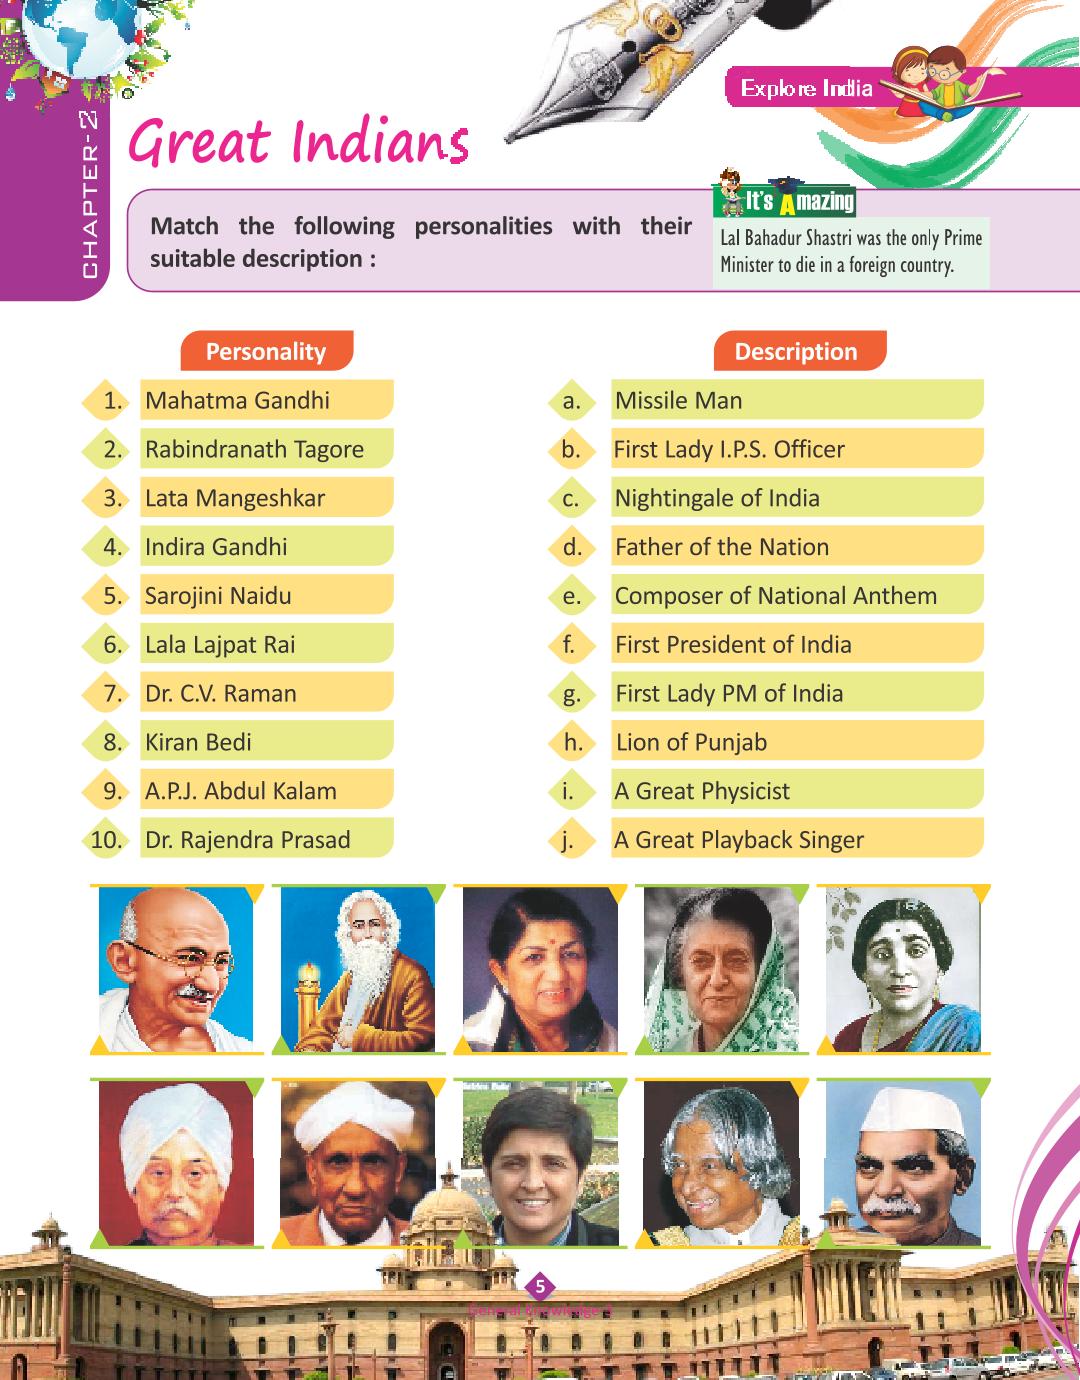 Explore India
CHAPTER-2
Great Indians
Match the following personalities with their
suitable description :
It's Amazing
Lal Bahadur Shastri was the only Prime
Minister to die in a foreign country.
Personality
1. Mahatma Gandhi
2. Rabindranath Tagore
3. Lata Mangeshkar
4. Indira Gandhi
5. Sarojini Naidu
6. Lala Lajpat Rai
7. Dr. C.V. Raman
8. Kiran Bedi
9. A.P.J. Abdul Kalam
10. Dr. Rajendra Prasad
Description
a. Missile Man
b. First Lady I.P.S. Officer
c. Nightingale of India
d. Father of the Nation
e. Composer of National Anthem
f. First President of India
g. First Lady PM of India
h. Lion of Punjab
i. A Great Physicist
j. A Great Playback Singer
5
General Knowledge